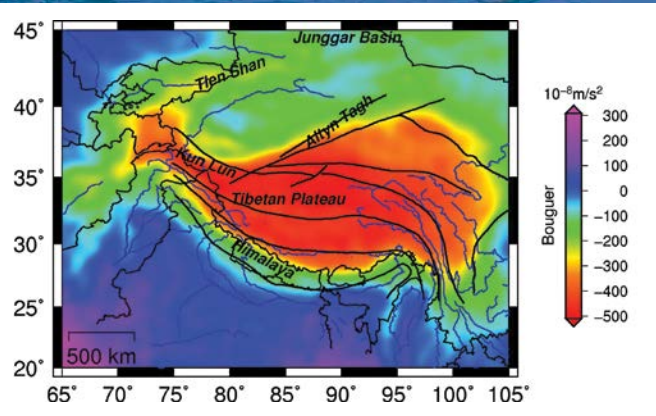 45°
40°
35°
30°
25°
20°
65° 70° 75° 80° 85° 90° 95° 100° 105°
Junggar Basin
Tien Shan
Altyn Tagh
Kun Lun
Tibetan Plateau
Himalaya
500 km
10⁻⁸m/s²
300
200
100
0
−100
−200
−300
−400
−500
Bouguer